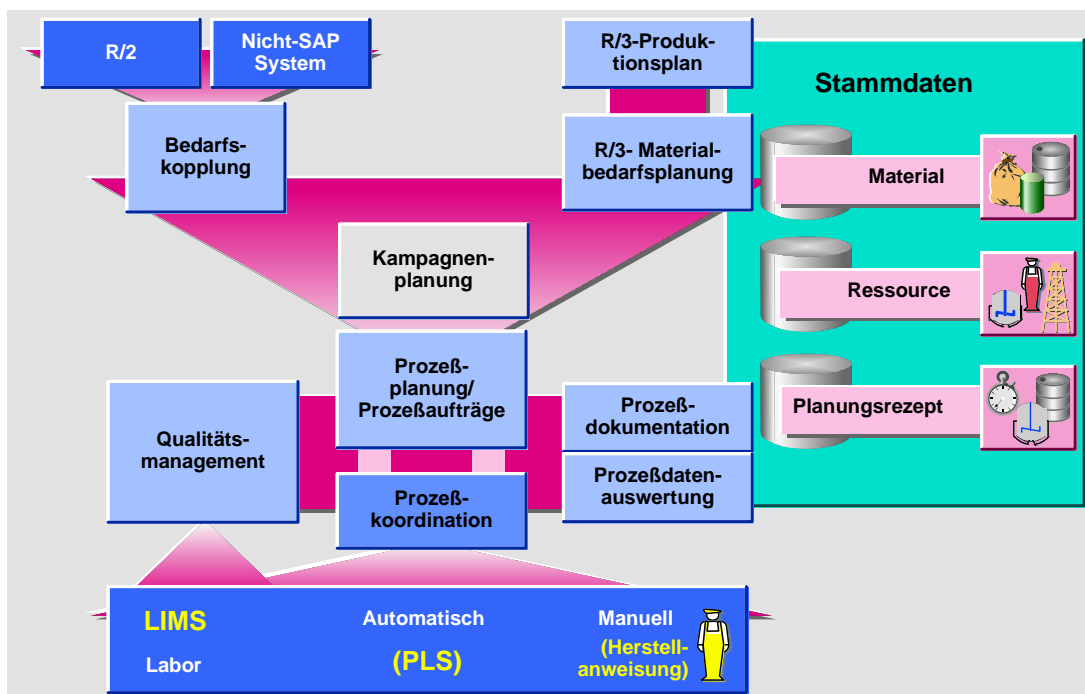 R/2
Nicht-SAP
System
R/3-Produk-
tionsplan
Stammdaten
Bedarfs-
kopplung
R/3- Material-
bedarfsplanung
Material
Kampagnen-
planung
Ressource
Prozeß-
planung/
Prozeßaufträge
Qualitäts-
management
Prozeß-
dokumentation
Planungsrezept
Prozeßdaten-
auswertung
Prozeß-
koordination
LIMS
Labor
Automatisch
(PLS)
Manuell
(Herstell-
anweisung)